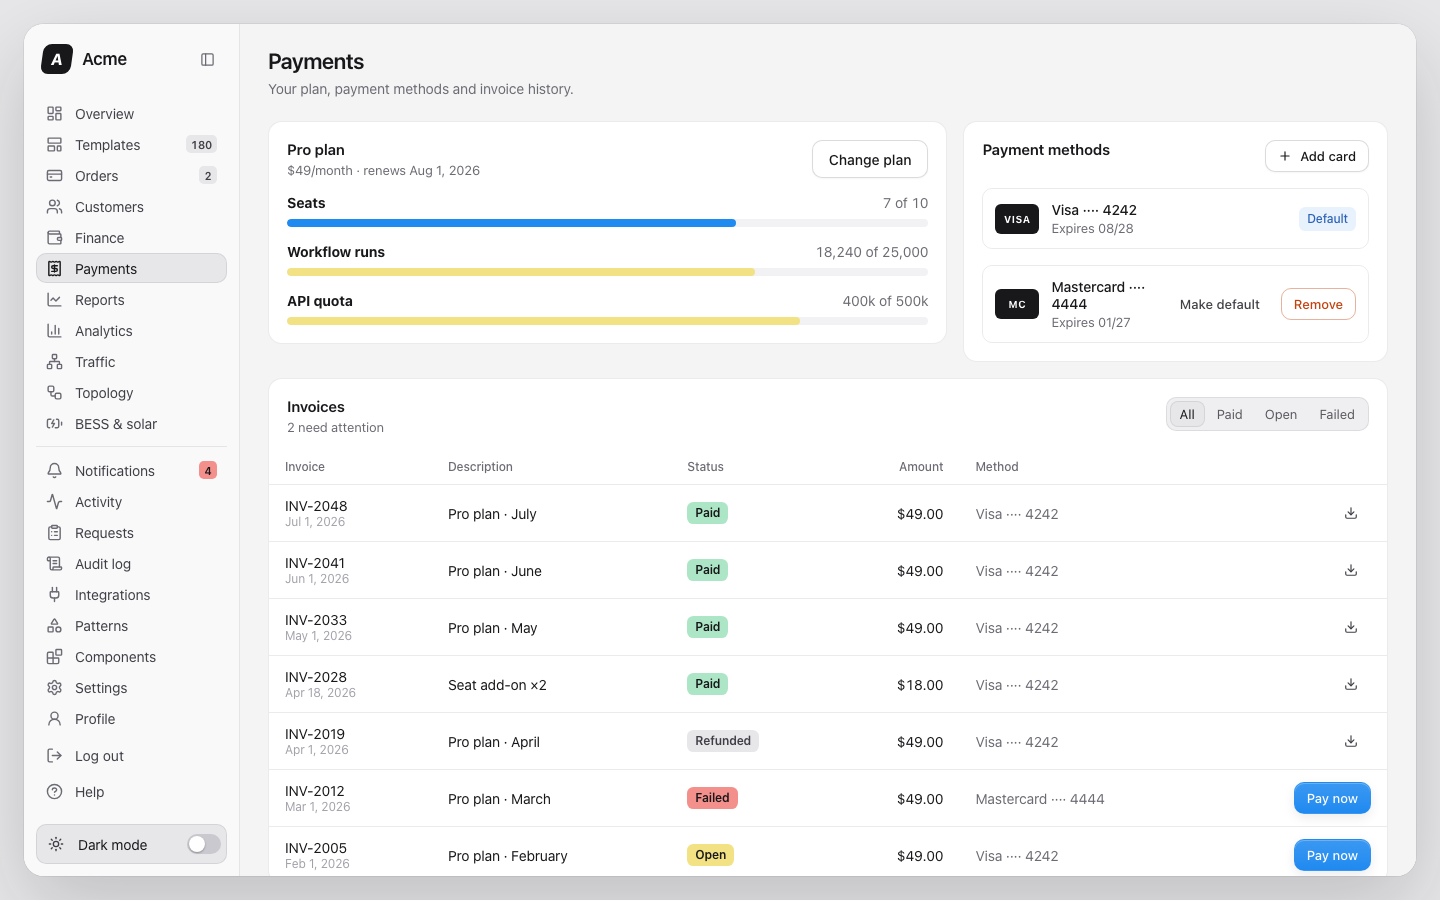 A Acme
Overview
Templates 180
Orders 2
Customers
Finance
Payments
Reports
Analytics
Traffic
Topology
BESS & solar
Notifications 4
Activity
Requests
Audit log
Integrations
Patterns
Components
Settings
Profile
Log out
Help
Dark mode
Payments
Your plan, payment methods and invoice history.
Pro plan
$49/month · renews Aug 1, 2026
Change plan
Seats 7 of 10
Workflow runs 18,240 of 25,000
API quota 400k of 500k
Payment methods
Add card
VISA
Visa ···· 4242
Expires 08/28
Default
MC
Mastercard ····
4444
Expires 01/27
Make default
Remove
Invoices
2 need attention
All Paid Open Failed
Invoice Description Status Amount Method
INV-2048
Jul 1, 2026
Pro plan · July Paid $49.00 Visa ···· 4242
INV-2041
Jun 1, 2026
Pro plan · June Paid $49.00 Visa ···· 4242
INV-2033
May 1, 2026
Pro plan · May Paid $49.00 Visa ···· 4242
INV-2028
Apr 18, 2026
Seat add-on ×2 Paid $18.00 Visa ···· 4242
INV-2019
Apr 1, 2026
Pro plan · April Refunded $49.00 Visa ···· 4242
INV-2012
Mar 1, 2026
Pro plan · March Failed $49.00 Mastercard ···· 4444 Pay now
INV-2005
Feb 1, 2026
Pro plan · February Open $49.00 Visa ···· 4242 Pay now